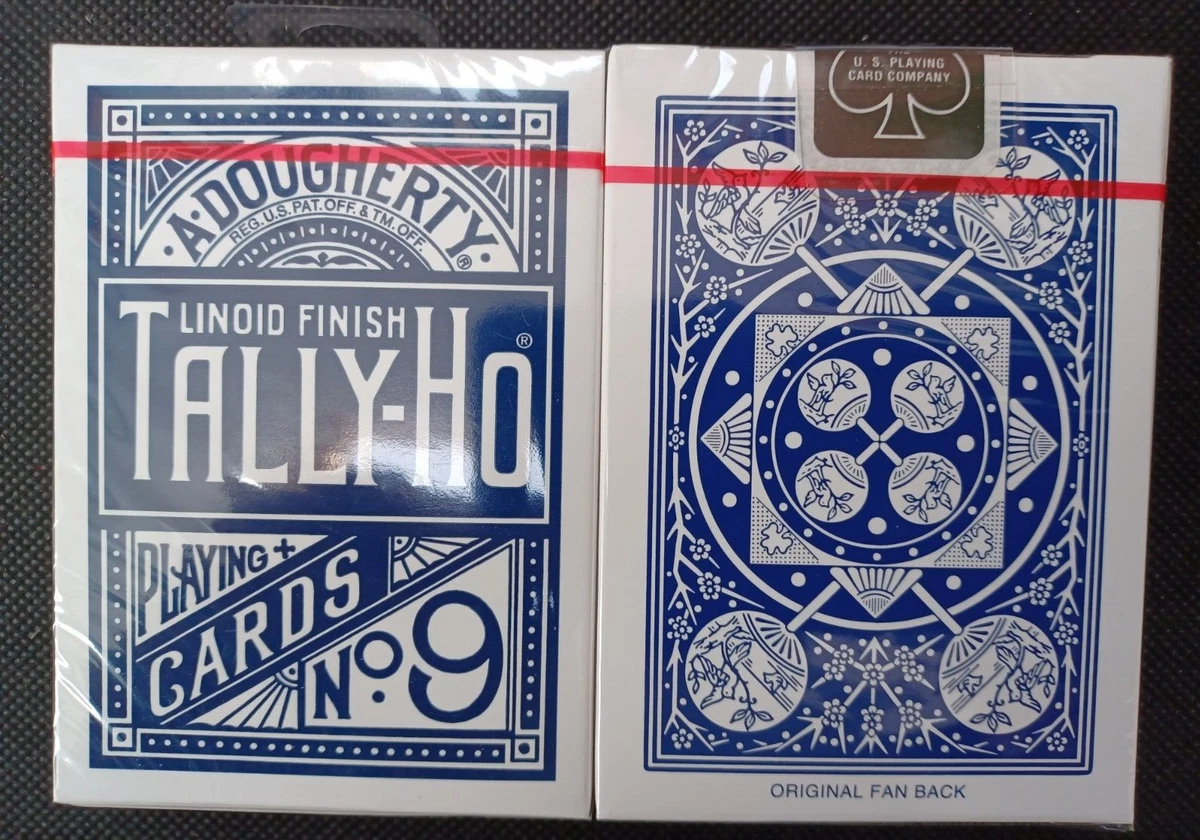 A·DOUGHERTY®
REG. U.S. PAT. OFF. & TM. OFF.
LINOID FINISH
TALLY-HO®
PLAYING +
CARDS
No. 9
THE
U. S. PLAYING
CARD COMPANY
ORIGINAL FAN BACK